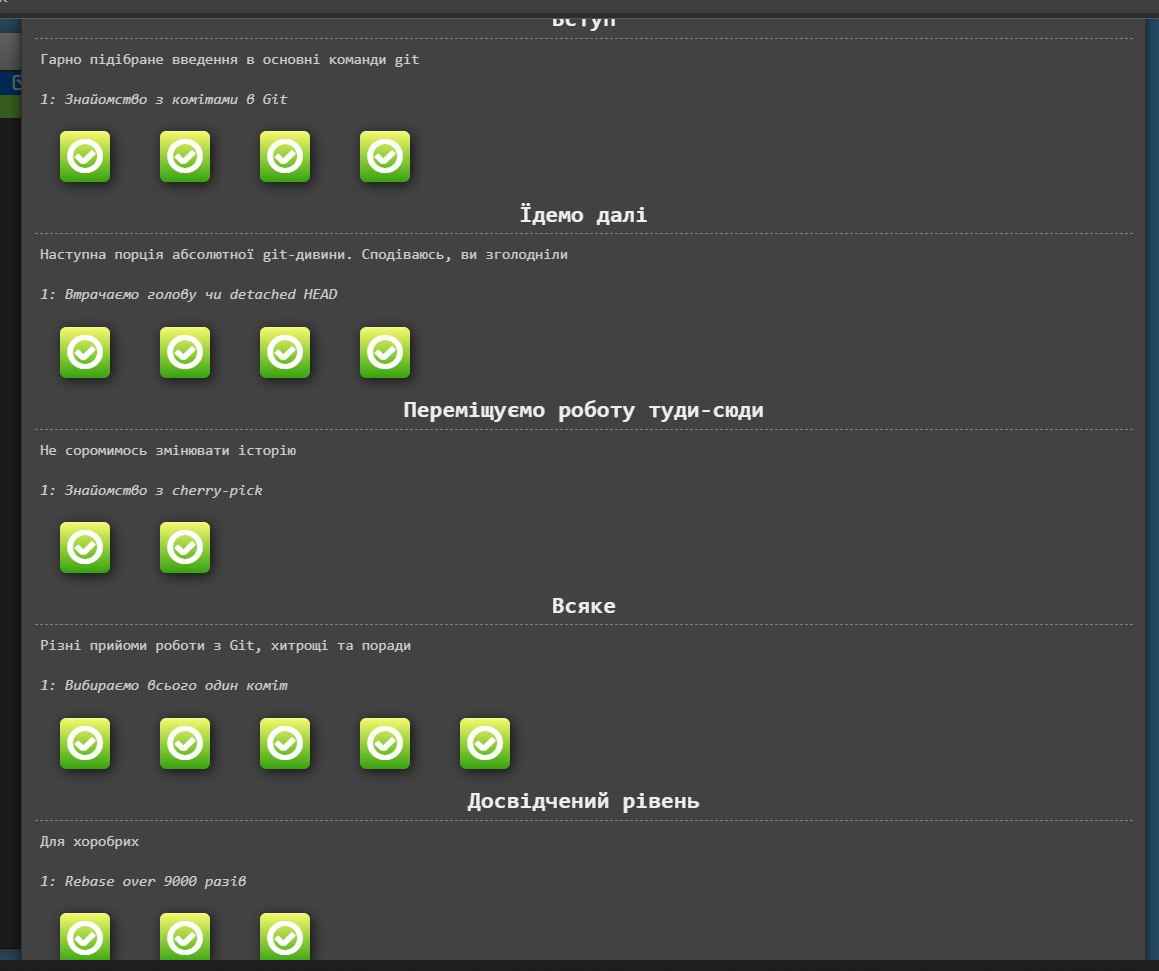 Вступ
Гарно підібране введення в основні команди git
1: Знайомство з комітами в Git
Їдемо далі
Наступна порція абсолютної git-дивини. Сподіваюсь, ви зголодніли
1: Втрачаємо голову чи detached HEAD
Переміщуємо роботу туди-сюди
Не соромимось змінювати історію
1: Знайомство з cherry-pick
Всяке
Різні прийоми роботи з Git, хитрощі та поради
1: Вибираємо всього один коміт
Досвідчений рівень
Для хоробрих
1: Rebase over 9000 разів